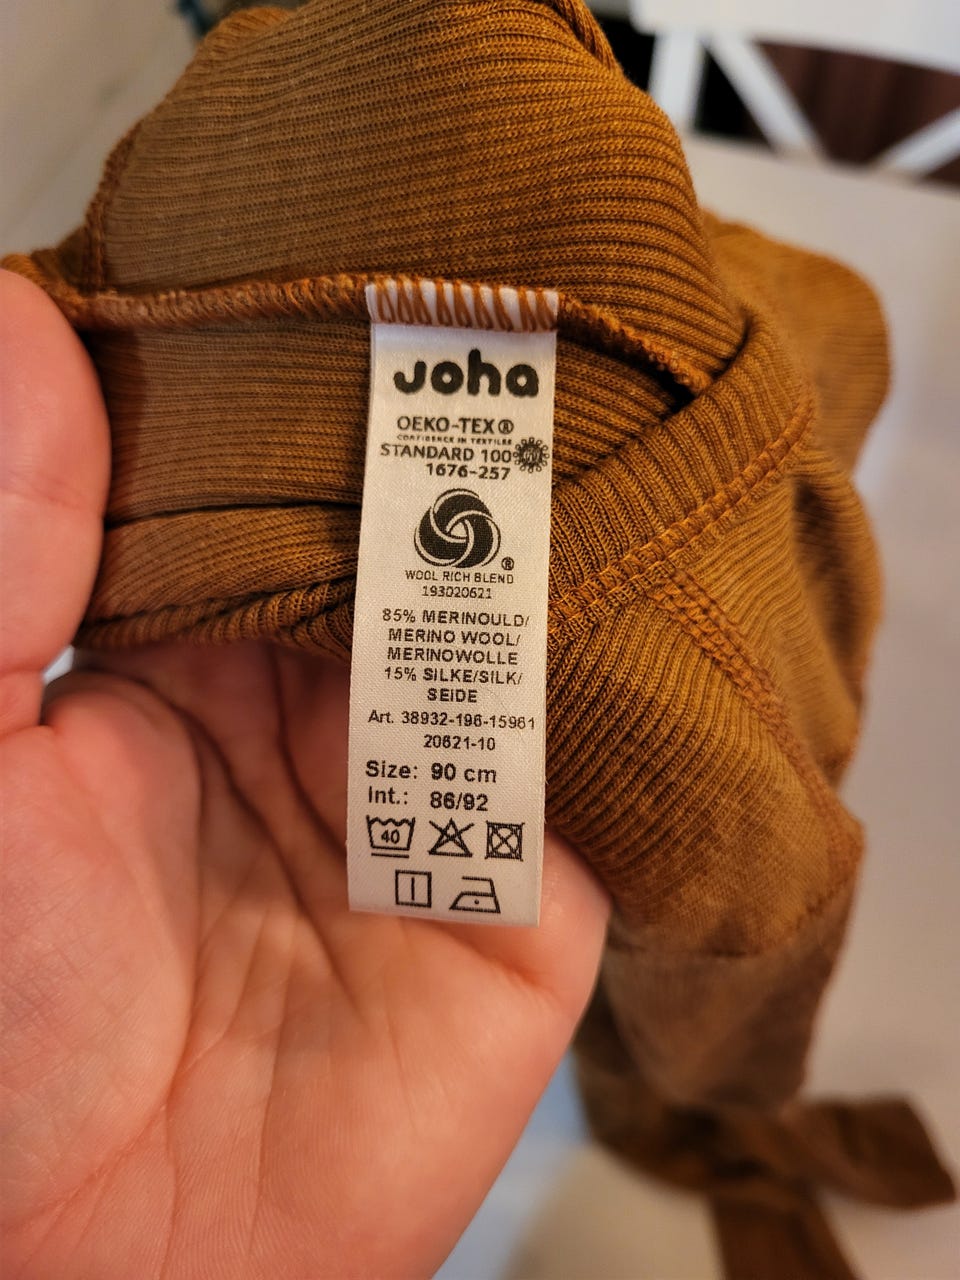 Joha
OEKO-TEX®
CONFIDENCE IN TEXTILES
STANDARD 100
1676-257
®
WOOL RICH BLEND
193020621
85% MERINOULD/
MERINO WOOL/
MERINOWOLLE
15% SILKE/SILK/
SEIDE
Art. 38932-196-15961
20621-10
Size: 90 cm
Int.: 86/92
40